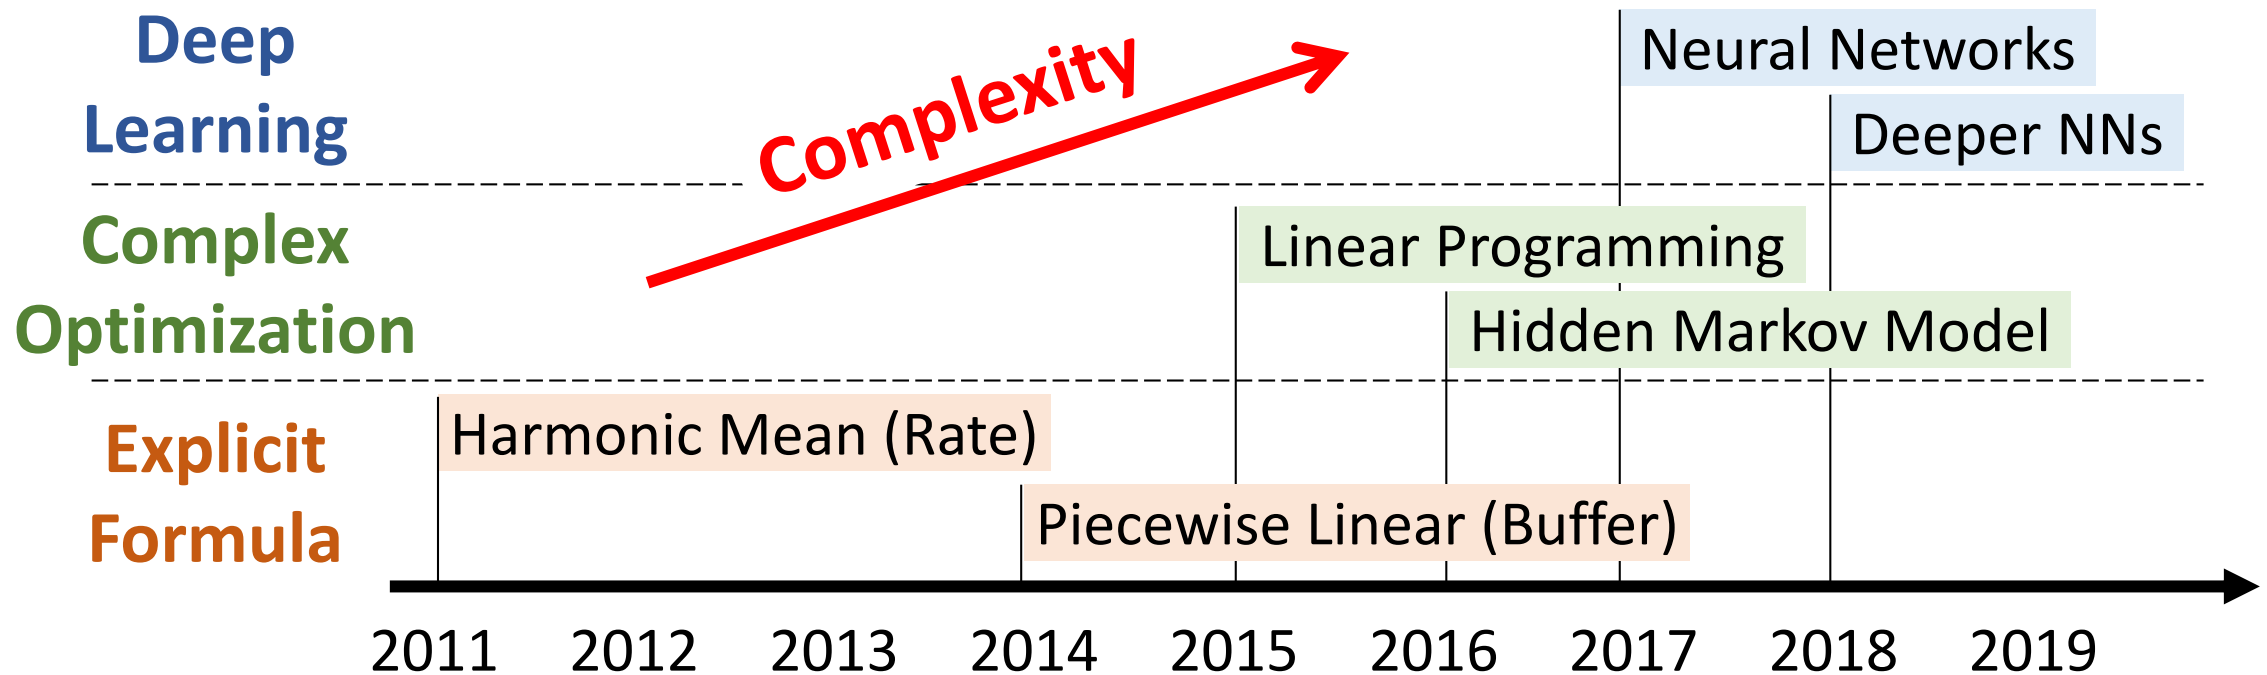 Deep
Learning
Complexity
Neural Networks
Deeper NNs
Complex
Optimization
Linear Programming
Hidden Markov Model
Explicit
Formula
Harmonic Mean (Rate)
Piecewise Linear (Buffer)
2011 2012 2013 2014 2015 2016 2017 2018 2019